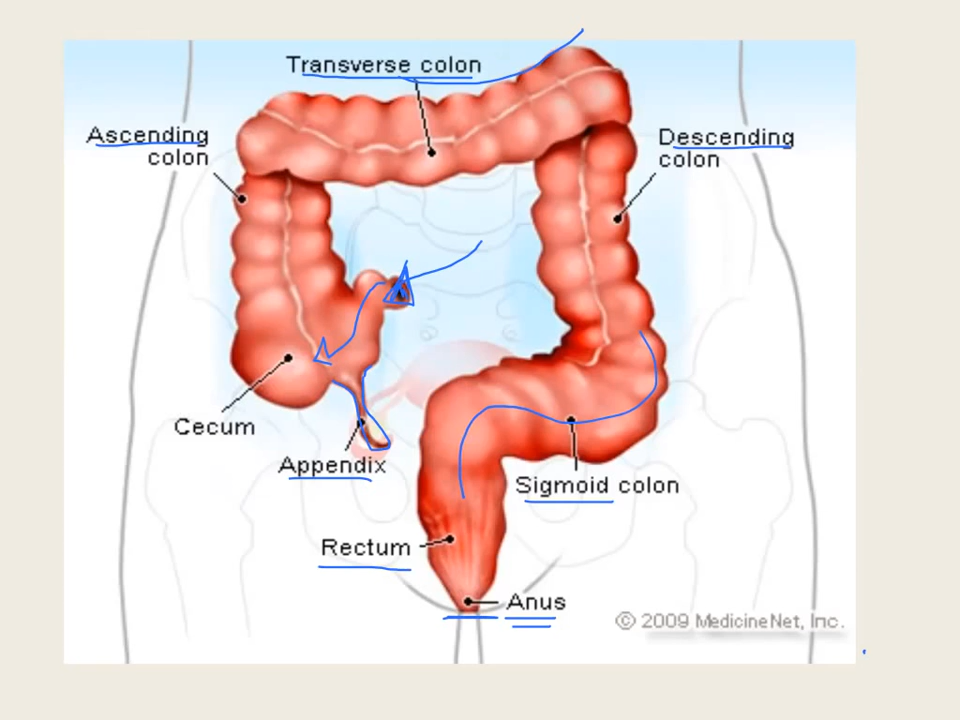 Transverse colon
Ascending
colon
Descending
colon
Cecum
Appendix
Sigmoid colon
Rectum
Anus
© 2009 MedicineNet, Inc.